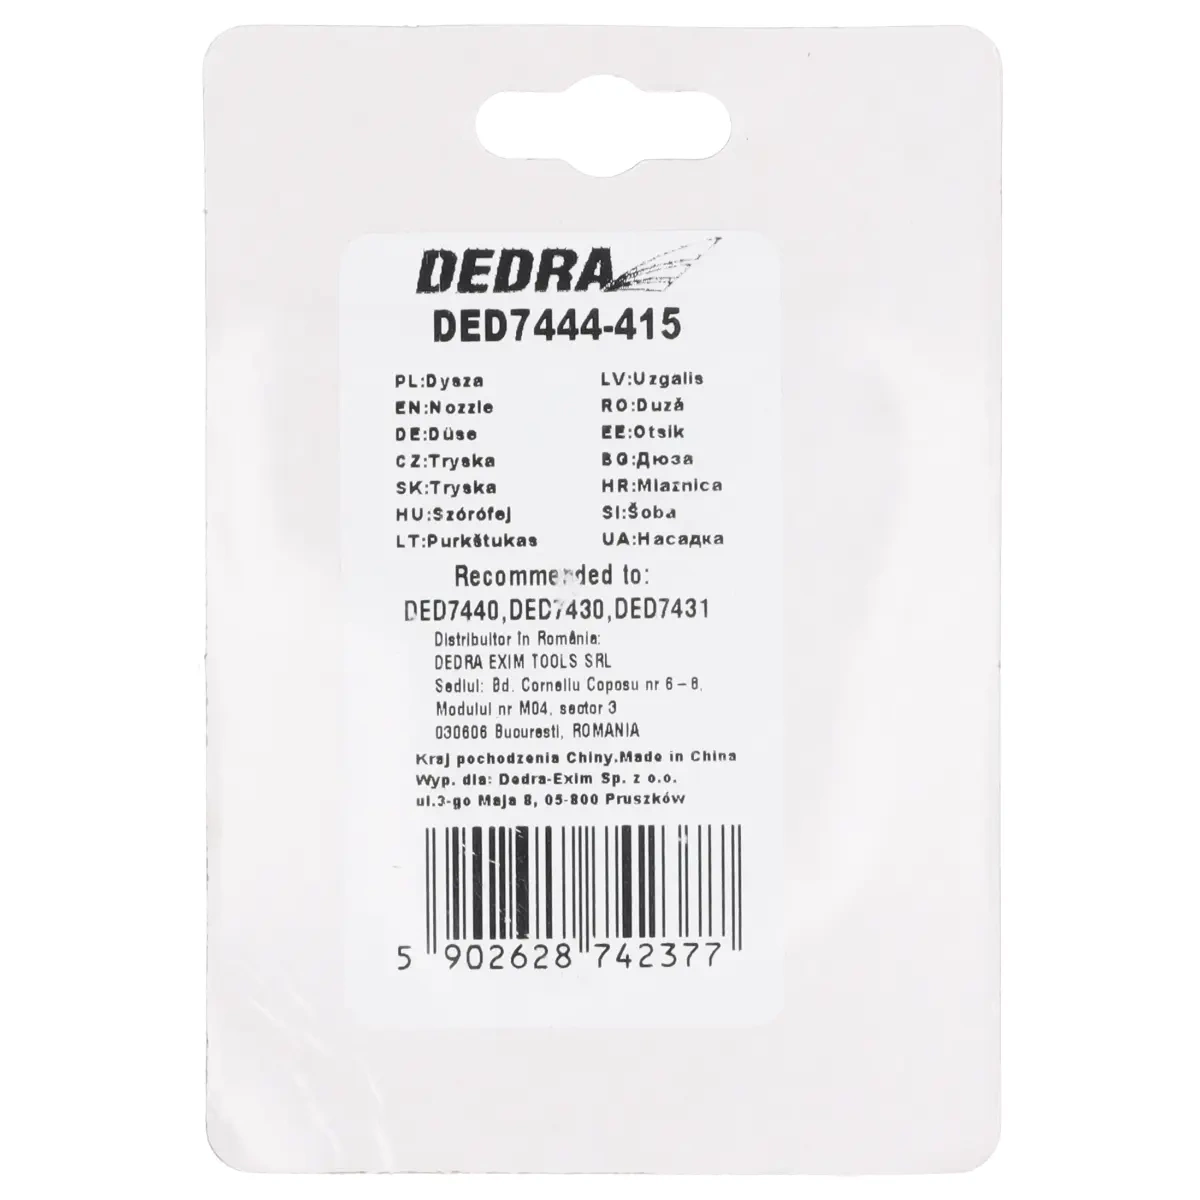 DEDRA
DED7444-415
PL:Dysza
EN:Nozzle
DE:Düse
CZ:Tryska
SK:Tryska
HU:Szórófej
LT:Purkštukas
LV:Uzgalis
RO:Duză
EE:Otsik
BG:Дюза
HR:Mlaznica
SI:Šoba
UA:Насадка
Recommended to:
DED7440,DED7430,DED7431
Distribuitor în România:
DEDRA EXIM TOOLS SRL
Sediul: Bd. Corneliu Coposu nr 6–8,
Modulul nr M04, sector 3
030606 Bucuresti, ROMANIA
Kraj pochodzenia Chiny.Made in China
Wyp. dla: Dedra-Exim Sp. z o.o.
ul.3-go Maja 8, 05-800 Pruszków
5 902628 742377